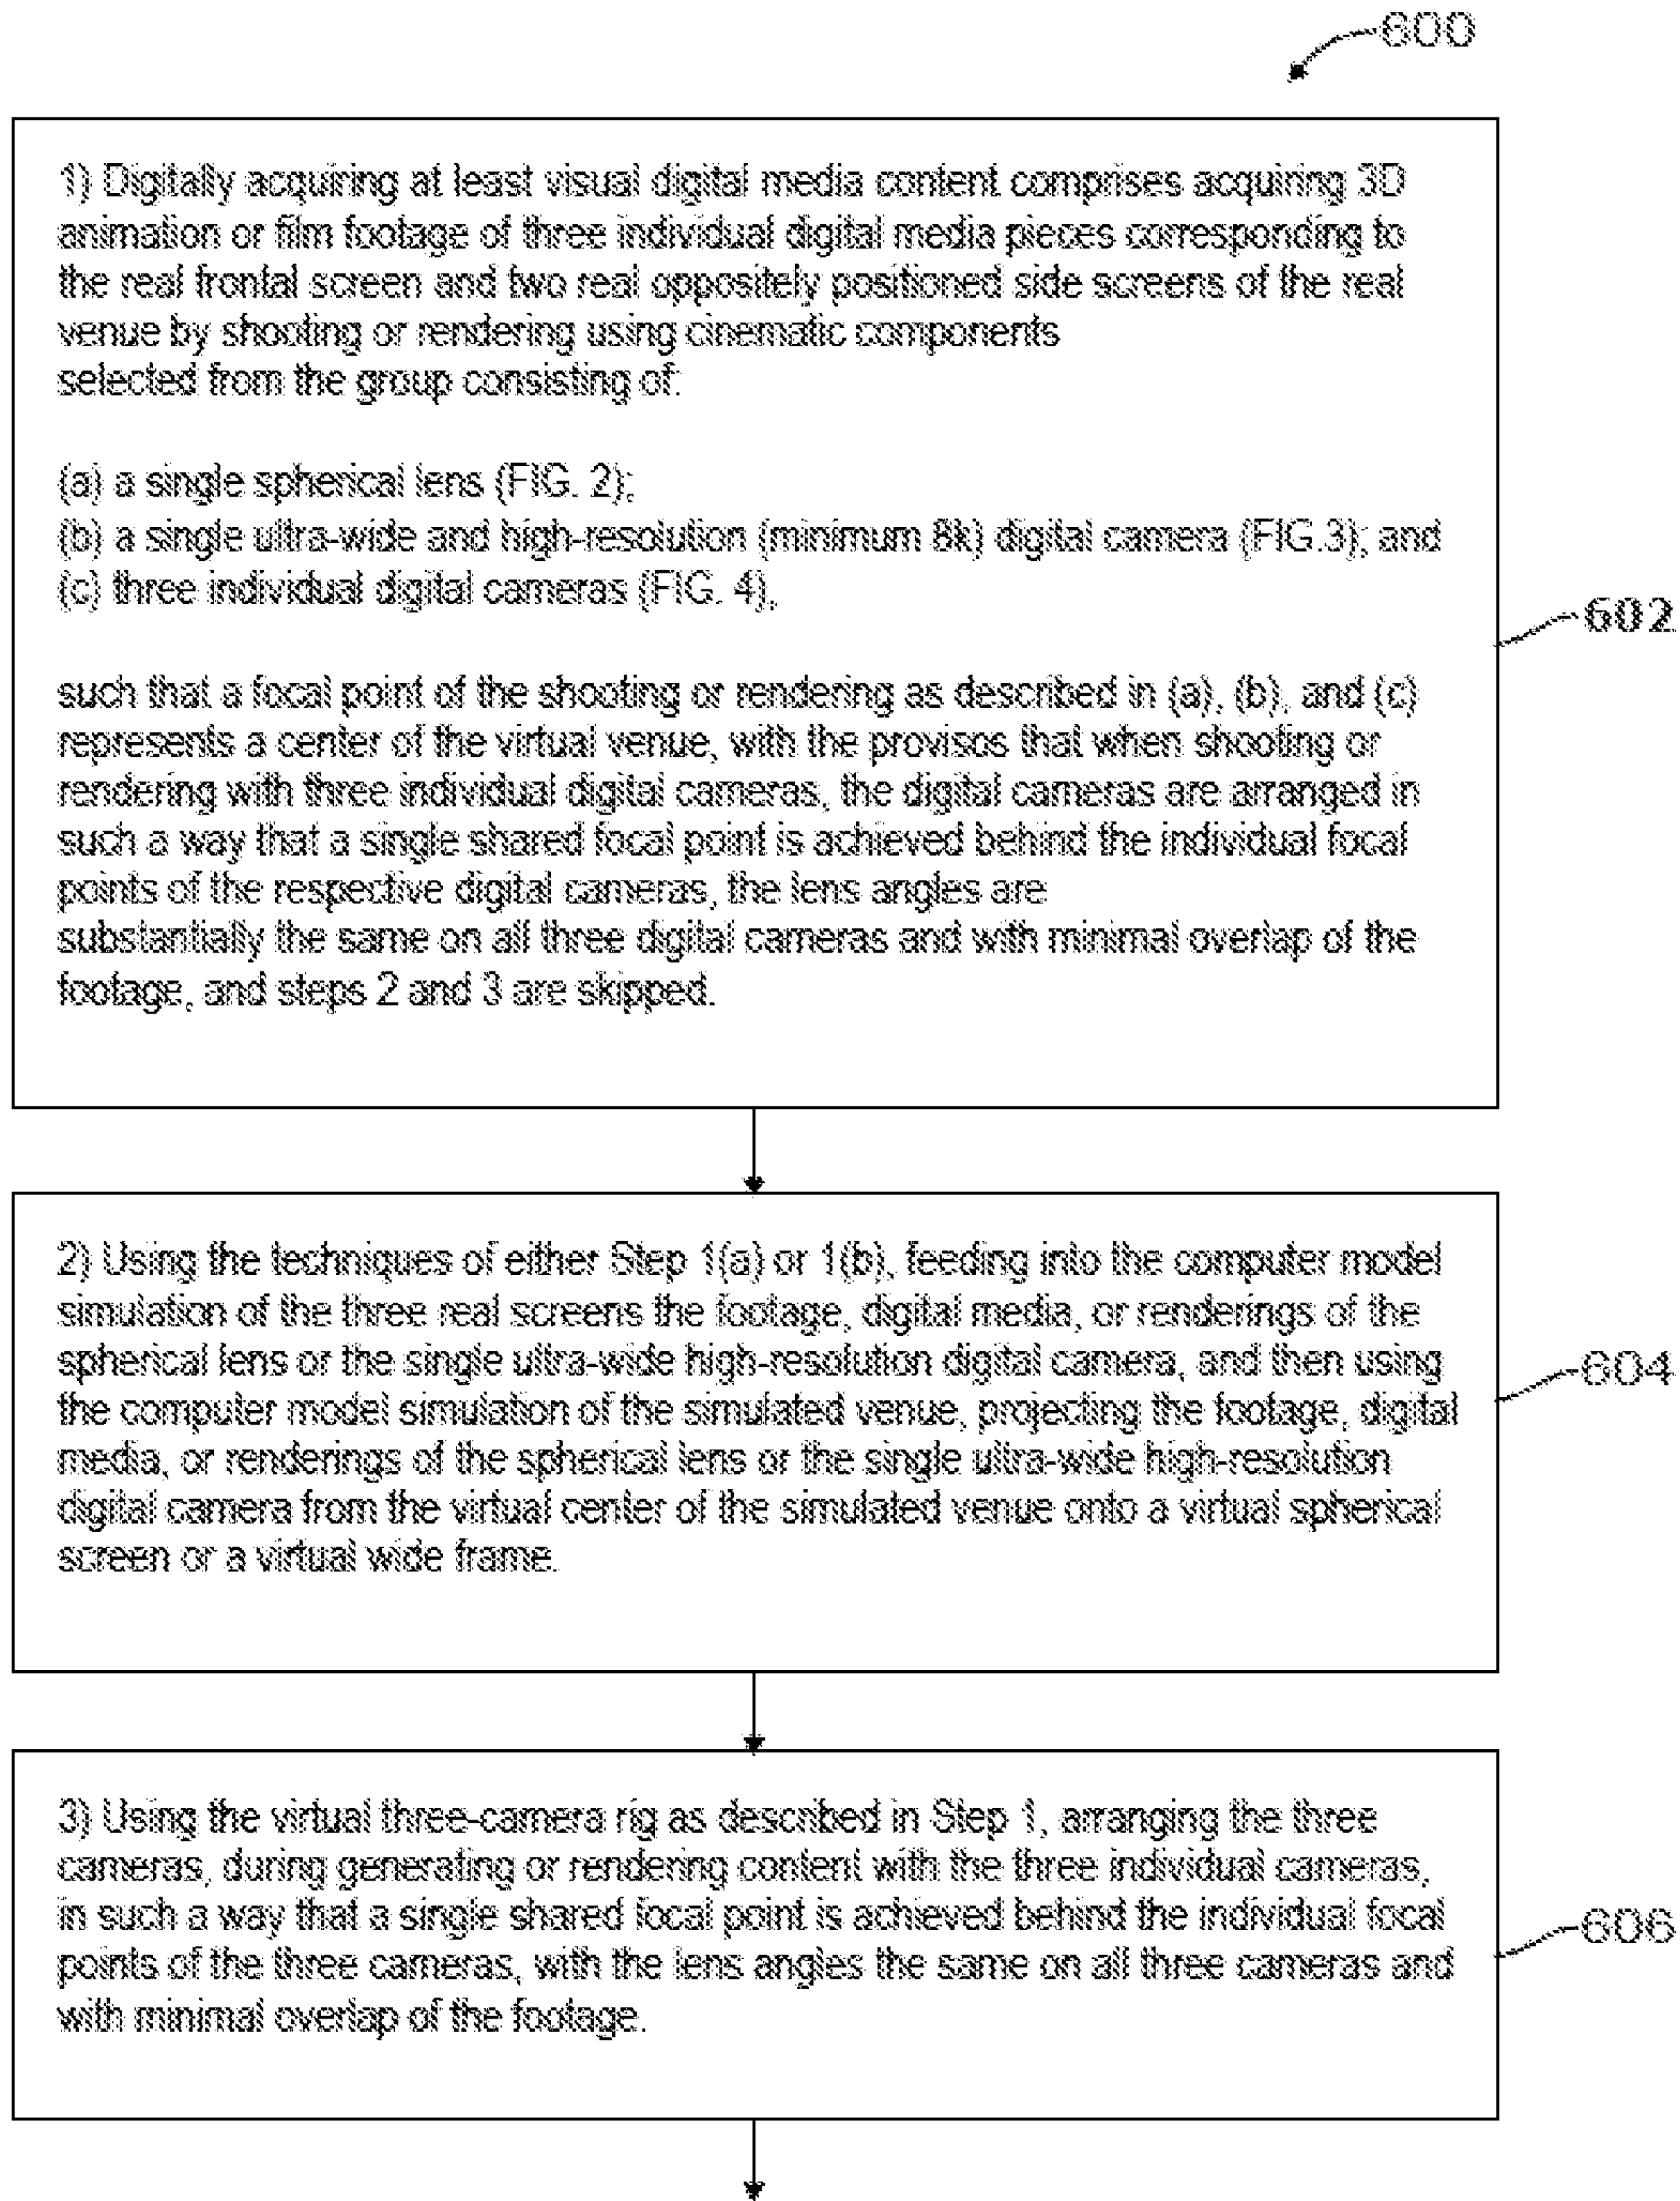 600
1) Digitally acquiring at least visual digital media content comprises acquiring 3D
animation or film footage of three individual digital media pieces corresponding to
the real frontal screen and two real oppositely positioned side screens of the real
venue by shooting or rendering using cinematic components
selected from the group consisting of:
(a) a single spherical lens (FIG. 2);
(b) a single ultra-wide and high-resolution (minimum 8k) digital camera (FIG.3); and
(c) three individual digital cameras (FIG. 4),
602
such that a focal point of the shooting or rendering as described in (a), (b), and (c)
represents a center of the virtual venue, with the provisos that when shooting or
rendering with three individual digital cameras, the digital cameras are arranged in
such a way that a single shared focal point is achieved behind the individual focal
points of the respective digital cameras, the lens angles are
substantially the same on all three digital cameras and with minimal overlap of the
footage, and steps 2 and 3 are skipped.
2) Using the techniques of either Step 1(a) or 1(b), feeding into the computer model
simulation of the three real screens the footage, digital media, or renderings of the
spherical lens or the single ultra-wide high-resolution digital camera, and then using
604
the computer model simulation of the simulated venue, projecting the footage, digital
media, or renderings of the spherical lens or the single ultra-wide high-resolution
digital camera from the virtual center of the simulated venue onto a virtual spherical
screen or a virtual wide frame.
3) Using the virtual three-camera rig as described in Step 1, arranging the three
cameras, during generating or rendering content with the three individual cameras,
in such a way that a single shared focal point is achieved behind the individual focal
606
points of the three cameras, with the lens angles the same on all three cameras and
with minimal overlap of the footage.